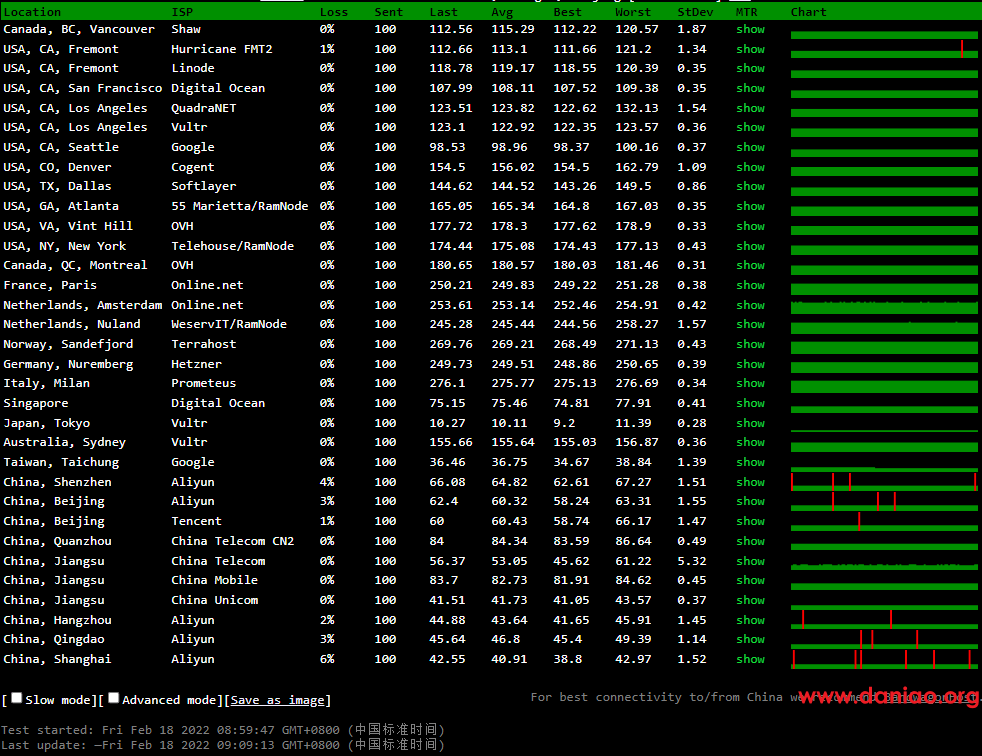 Location ISP Loss Sent Last Avg Best Worst StDev MTR Chart
Canada, BC, Vancouver Shaw 0% 100 112.56 115.29 112.22 120.57 1.87 show
USA, CA, Fremont Hurricane FMT2 1% 100 112.66 113.1 111.66 121.2 1.34 show
USA, CA, Fremont Linode 0% 100 118.78 119.17 118.55 120.39 0.35 show
USA, CA, San Francisco Digital Ocean 0% 100 107.99 108.11 107.52 109.38 0.35 show
USA, CA, Los Angeles QuadraNET 0% 100 123.51 123.82 122.62 132.13 1.54 show
USA, CA, Los Angeles Vultr 0% 100 123.1 122.92 122.35 123.57 0.36 show
USA, CA, Seattle Google 0% 100 98.53 98.96 98.37 100.16 0.37 show
USA, CO, Denver Cogent 0% 100 154.5 156.02 154.5 162.79 1.09 show
USA, TX, Dallas Softlayer 0% 100 144.62 144.52 143.26 149.5 0.86 show
USA, GA, Atlanta 55 Marietta/RamNode 0% 100 165.05 165.34 164.8 167.03 0.35 show
USA, VA, Vint Hill OVH 0% 100 177.72 178.3 177.62 178.9 0.33 show
USA, NY, New York Telehouse/RamNode 0% 100 174.44 175.08 174.43 177.13 0.43 show
Canada, QC, Montreal OVH 0% 100 180.65 180.57 180.03 181.46 0.31 show
France, Paris Online.net 0% 100 250.21 249.83 249.22 251.28 0.38 show
Netherlands, Amsterdam Online.net 0% 100 253.61 253.14 252.46 254.91 0.42 show
Netherlands, Nuland WeservIT/RamNode 0% 100 245.28 245.44 244.56 258.27 1.57 show
Norway, Sandefjord Terrahost 0% 100 269.76 269.21 268.49 271.13 0.43 show
Germany, Nuremberg Hetzner 0% 100 249.73 249.51 248.86 250.65 0.39 show
Italy, Milan Prometeus 0% 100 276.1 275.77 275.13 276.69 0.34 show
Singapore Digital Ocean 0% 100 75.15 75.46 74.81 77.91 0.41 show
Japan, Tokyo Vultr 0% 100 10.27 10.11 9.2 11.39 0.28 show
Australia, Sydney Vultr 0% 100 155.66 155.64 155.03 156.87 0.36 show
Taiwan, Taichung Google 0% 100 36.46 36.75 34.67 38.84 1.39 show
China, Shenzhen Aliyun 4% 100 66.08 64.82 62.61 67.27 1.51 show
China, Beijing Aliyun 3% 100 62.4 60.32 58.24 63.31 1.55 show
China, Beijing Tencent 1% 100 60 60.43 58.74 66.17 1.47 show
China, Quanzhou China Telecom CN2 0% 100 84 84.34 83.59 86.64 0.49 show
China, Jiangsu China Telecom 0% 100 56.37 53.05 45.62 61.22 5.32 show
China, Jiangsu China Mobile 0% 100 83.7 82.73 81.91 84.62 0.45 show
China, Jiangsu China Unicom 0% 100 41.51 41.73 41.05 43.57 0.37 show
China, Hangzhou Aliyun 2% 100 44.88 43.64 41.65 45.91 1.45 show
China, Qingdao Aliyun 3% 100 45.64 46.8 45.4 49.39 1.14 show
China, Shanghai Aliyun 6% 100 42.55 40.91 38.8 42.97 1.52 show
[ Slow mode][ Advanced mode][Save as image]
For best connectivity to/from China we recommend BandwagonHost
www.daniao.org
Test started: Fri Feb 18 2022 08:59:47 GMT+0800 (中国标准时间)
Last update: —Fri Feb 18 2022 09:09:13 GMT+0800 (中国标准时间)